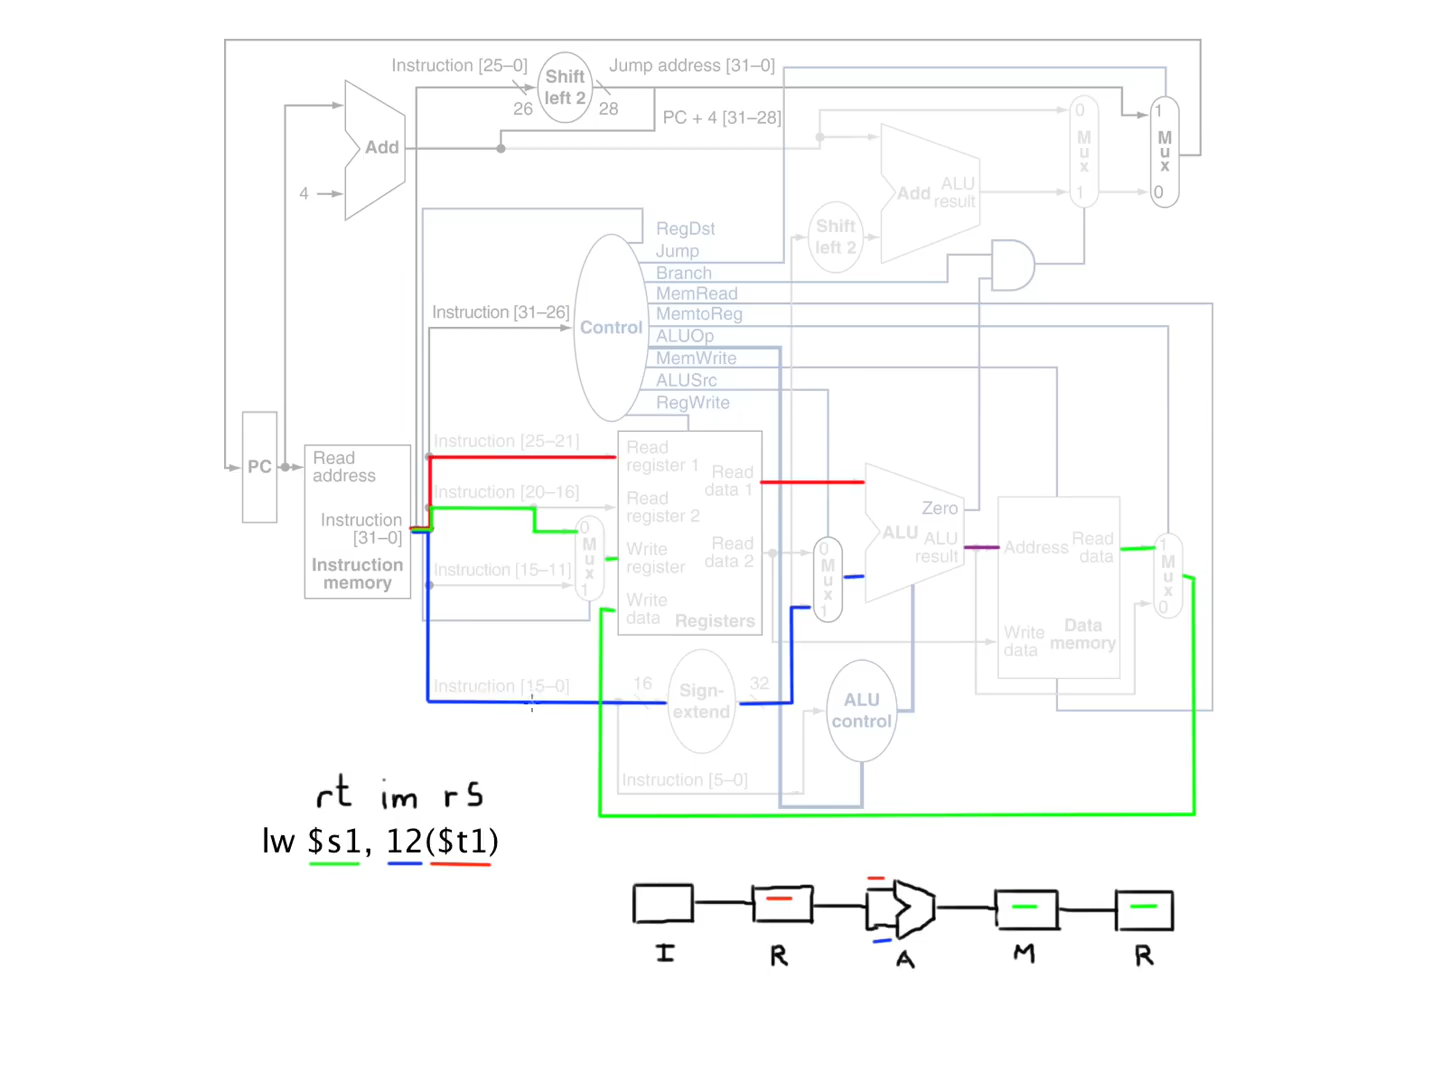 Instruction [25–0]
Shift
left 2
Jump address [31–0]
26
28
PC + 4 [31–28]
Add
4
0
M
u
x
1
1
M
u
x
0
Add
ALU
result
Shift
left 2
RegDst
Jump
Branch
MemRead
MemtoReg
ALUOp
MemWrite
ALUSrc
RegWrite
Instruction [31–26]
Control
PC
Read
address
Instruction
[31–0]
Instruction
memory
Instruction [25–21]
Instruction [20–16]
Instruction [15–11]
Instruction [15–0]
0
M
u
x
1
Read
register 1
Read
register 2
Write
register
Write
data
Read
data 1
Read
data 2
Registers
0
M
u
x
1
Zero
ALU
ALU
result
Address
Read
data
Write
data
Data
memory
1
M
u
x
0
16
Sign-
extend
32
ALU
control
Instruction [5–0]
rt im rs
lw $s1, 12($t1)
I R A M R